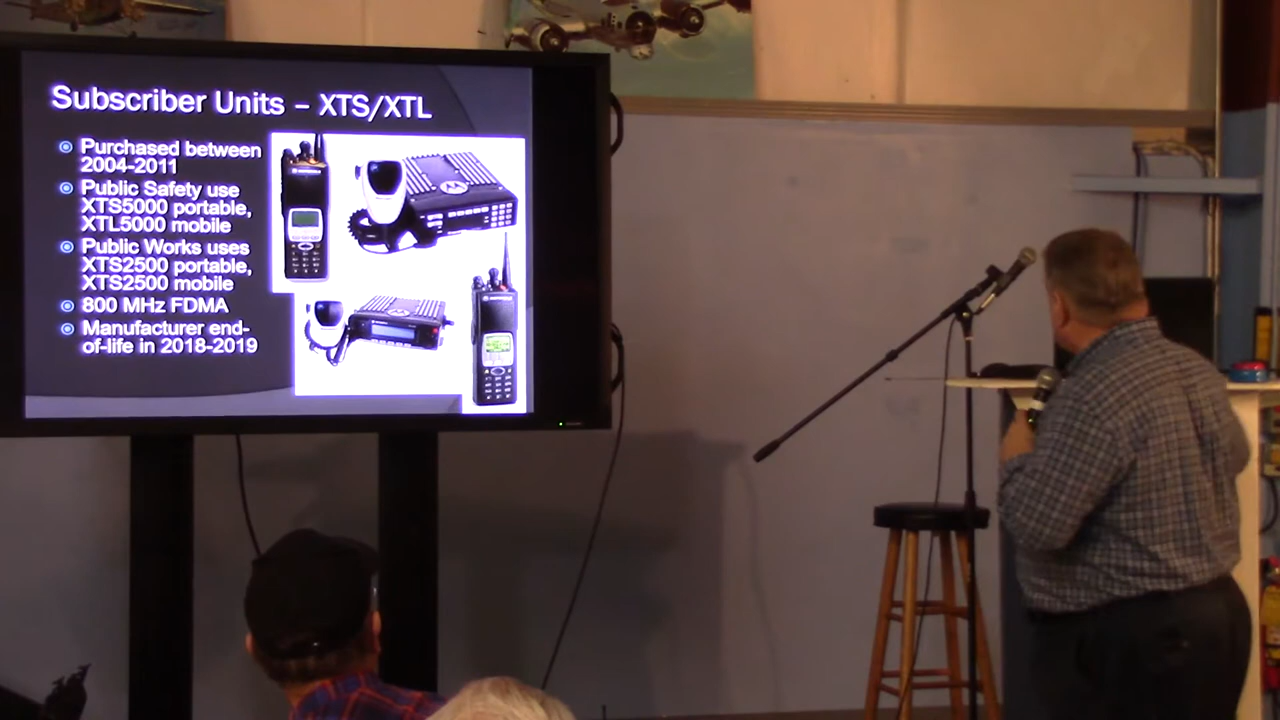 Subscriber Units – XTS/XTL
Purchased between
2004-2011
Public Safety use
XTS5000 portable,
XTL5000 mobile
Public Works uses
XTS2500 portable,
XTS2500 mobile
800 MHz FDMA
Manufacturer end-
of-life in 2018-2019